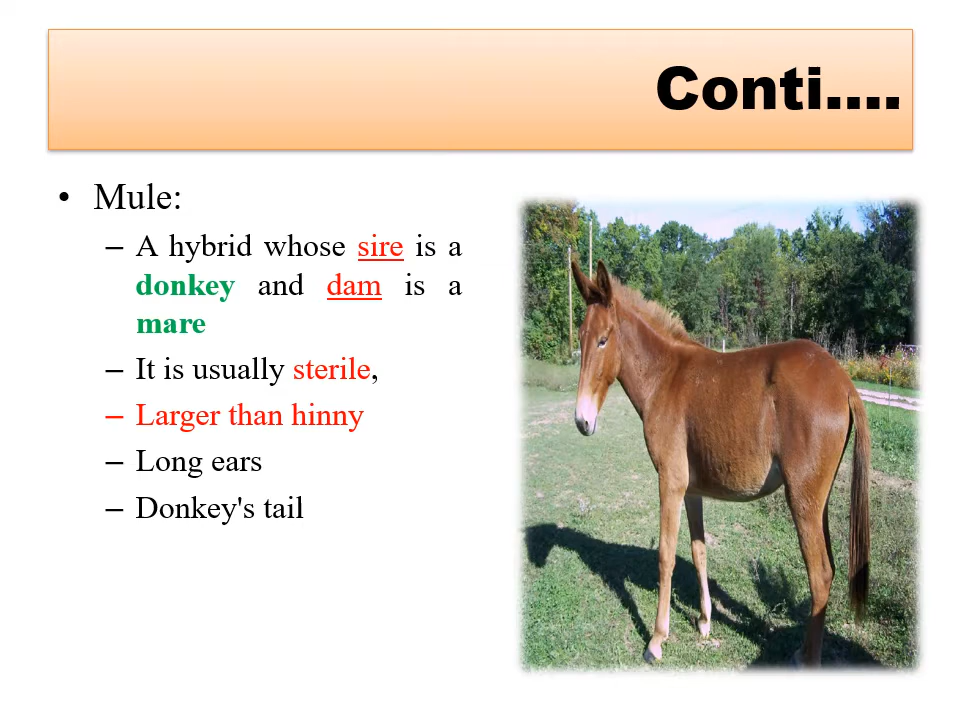 Conti....
• Mule:
– A hybrid whose sire is a
donkey and dam is a
mare
– It is usually sterile,
– Larger than hinny
– Long ears
– Donkey's tail